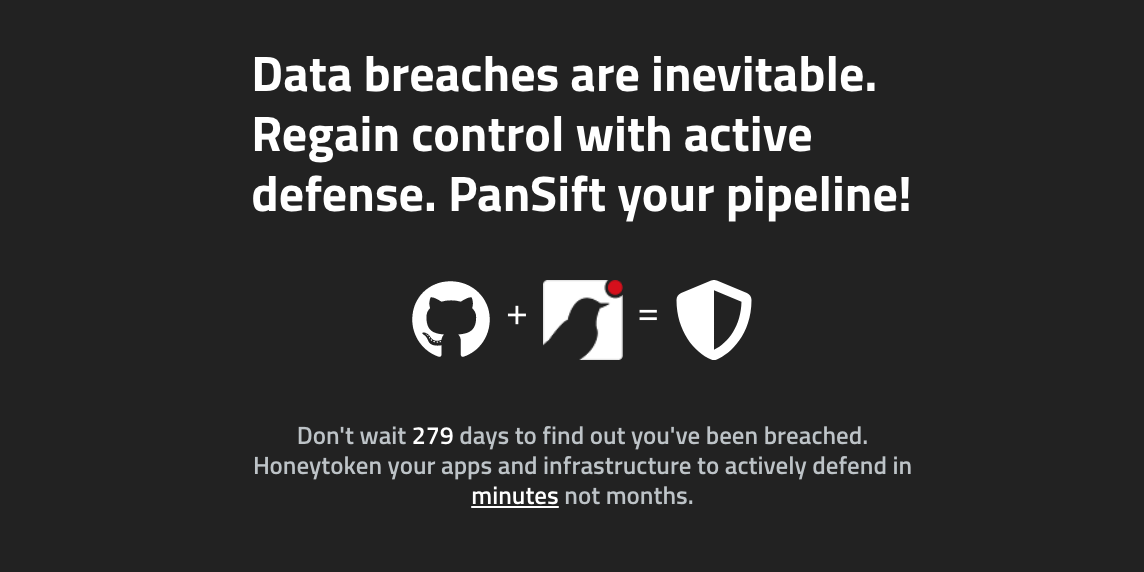 Data breaches are inevitable.
Regain control with active
defense. PanSift your pipeline!
+ =
Don't wait 279 days to find out you've been breached.
Honeytoken your apps and infrastructure to actively defend in
minutes not months.